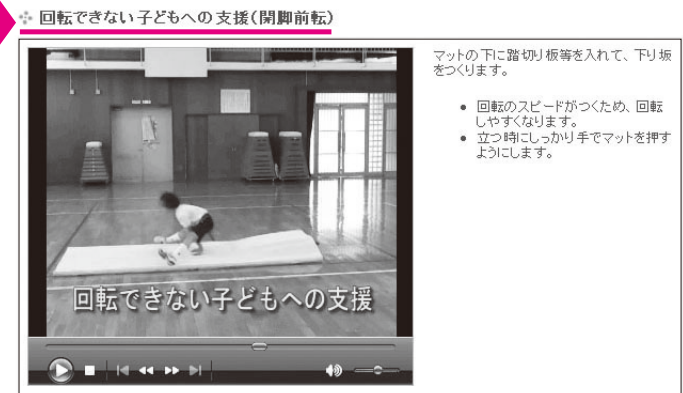 回転できない子どもへの支援(開脚前転)
マットの下に踏切り板等を入れて、下り坂
をつくります。
● 回転のスピードがつくため、回転
しやすくなります。
● 立つ時にしっかり手でマットを押す
ようにします。
回転できない子どもへの支援